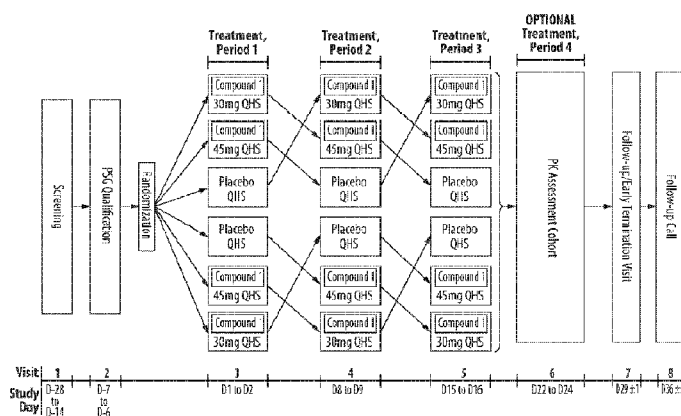 OPTIONAL
Treatment, Treatment, Treatment, Treatment,
Period 1 Period 2 Period 3 Period 4
Screening
PSG Qualification
Randomization
Compound
30mg QHS
Compound
45mg QHS
Placebo
QHS
Placebo
QHS
Compound
45mg QHS
Compound
30mg QHS
Compound
30mg QHS
Compound
45mg QHS
Placebo
QHS
Placebo
QHS
Compound
45mg QHS
Compound
30mg QHS
Compound
30mg QHS
Compound
45mg QHS
Placebo
QHS
Placebo
QHS
Compound
45mg QHS
Compound
30mg QHS
PK Assessment Cohort
Follow-up/Early Termination Visit
Follow-up Call
Visit 1 2 3 4 5 6 7 8
Study Day
D-28 to D-14
D-7 to D-6
D1 to D2
D8 to D9
D15 to D16
D22 to D24
D29 ±1
D36 ±